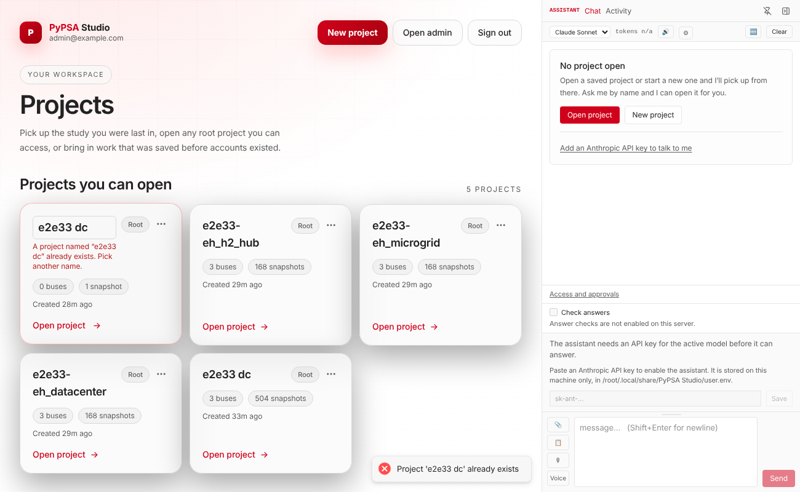 P
PyPSA Studio
admin@example.com
New project
Open admin
Sign out
YOUR WORKSPACE
Projects
Pick up the study you were last in, open any root project you can
access, or bring in work that was saved before accounts existed.
Projects you can open
5 PROJECTS
e2e33 dc
Root
•••
A project named "e2e33
dc" already exists. Pick
another name.
0 buses
1 snapshot
Created 28m ago
Open project →
e2e33-
eh_h2_hub
Root
•••
3 buses
168 snapshots
Created 29m ago
Open project →
e2e33-
eh_microgrid
Root
•••
3 buses
168 snapshots
Created 29m ago
Open project →
e2e33-
eh_datacenter
Root
•••
3 buses
168 snapshots
Created 29m ago
Open project →
e2e33 dc
Root
•••
3 buses
504 snapshots
Created 33m ago
Open project →
Project 'e2e33 dc' already exists
ASSISTANT
Chat
Activity
Claude Sonnet
tokens n/a
Clear
No project open
Open a saved project or start a new one and I'll pick up from
there. Ask me by name and I can open it for you.
Open project
New project
Add an Anthropic API key to talk to me
Access and approvals
Check answers
Answer checks are not enabled on this server.
The assistant needs an API key for the active model before it can
answer.
Paste an Anthropic API key to enable the assistant. It is stored on this
machine only, in /root/.local/share/PyPSA Studio/user.env.
sk-ant-...
Save
message... (Shift+Enter for newline)
Voice
Send